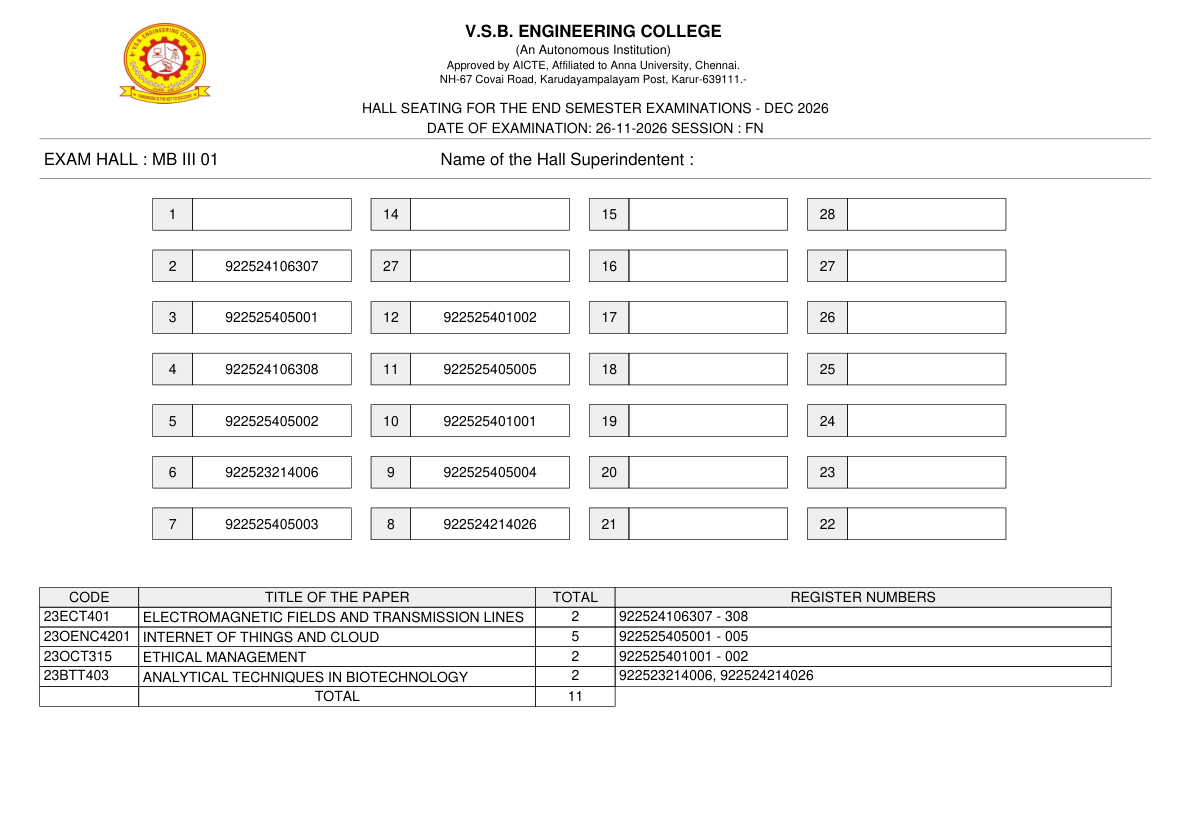 V.S.B. ENGINEERING COLLEGE
(An Autonomous Institution)
Approved by AICTE, Affiliated to Anna University, Chennai.
NH-67 Covai Road, Karudayampalayam Post, Karur-639111.-
HALL SEATING FOR THE END SEMESTER EXAMINATIONS - DEC 2026
DATE OF EXAMINATION: 26-11-2026 SESSION : FN
EXAM HALL : MB III 01 Name of the Hall Superintendent :
1 14 15 28
2 922524106307 27 16 27
3 922525405001 12 922525401002 17 26
4 922524106308 11 922525405005 18 25
5 922525405002 10 922525401001 19 24
6 922523214006 9 922525405004 20 23
7 922525405003 8 922524214026 21 22
CODE TITLE OF THE PAPER TOTAL REGISTER NUMBERS
23ECT401 ELECTROMAGNETIC FIELDS AND TRANSMISSION LINES 2 922524106307 - 308
23OENC4201 INTERNET OF THINGS AND CLOUD 5 922525405001 - 005
23OCT315 ETHICAL MANAGEMENT 2 922525401001 - 002
23BTT403 ANALYTICAL TECHNIQUES IN BIOTECHNOLOGY 2 922523214006, 922524214026
TOTAL 11